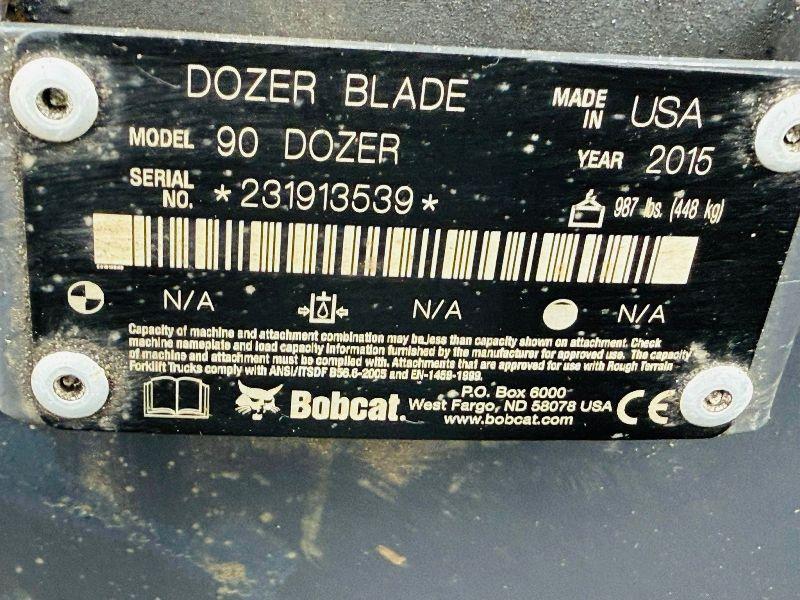 DOZER BLADE
MADE IN USA
MODEL 90 DOZER
YEAR 2015
SERIAL NO. *231913539*
987 lbs. (448 kg)
N/A N/A N/A
Capacity of machine and attachment combination may be less than capacity shown on attachment. Check
machine nameplate and load capacity information furnished by the manufacturer for approved use. The capacity
of machine and attachment must be complied with. Attachments that are approved for use with Rough Terrain
Forklift Trucks comply with ANSI/ITSDF B56.6-2005 and EN-1459-1999.
Bobcat.
P.O. Box 6000
West Fargo, ND 58078 USA
www.bobcat.com
CE